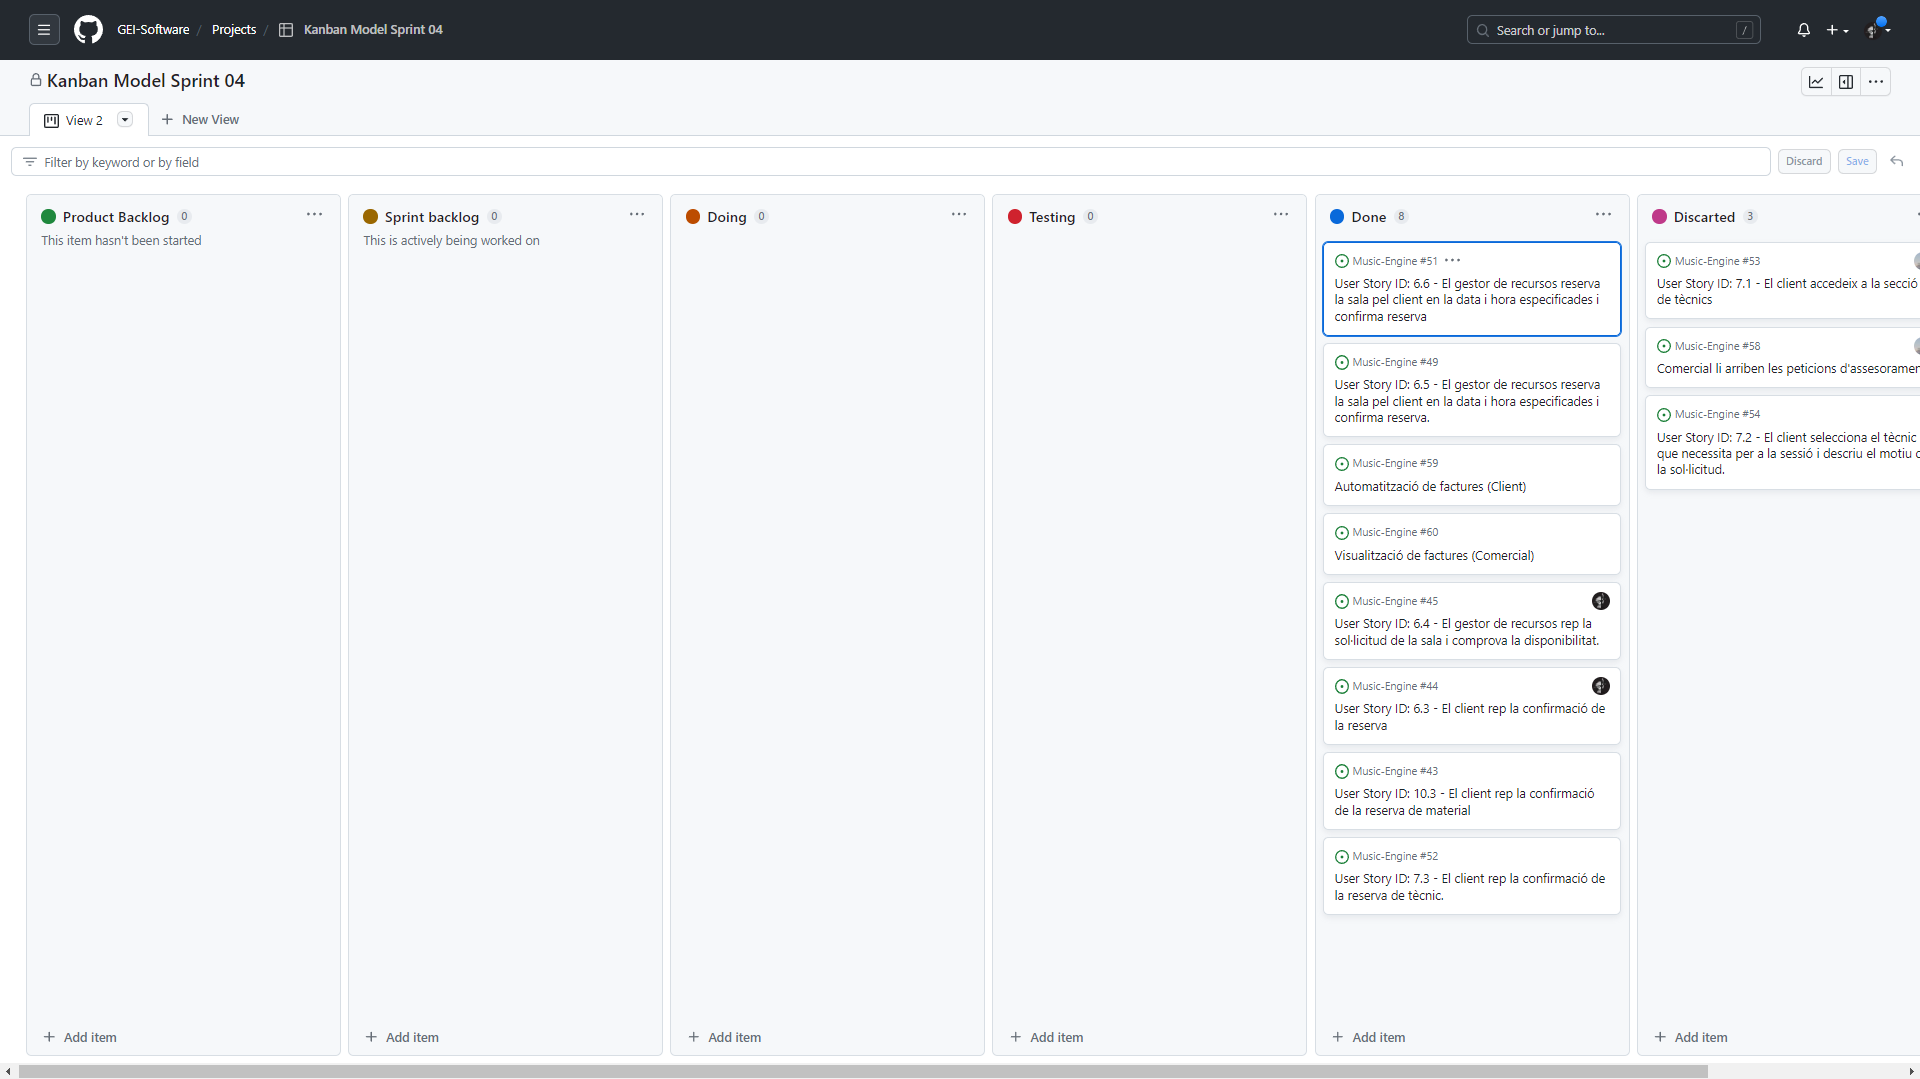 GEI-Software / Projects / Kanban Model Sprint 04
Search or jump to... /
Kanban Model Sprint 04
View 2
New View
Filter by keyword or by field
Discard
Save
Product Backlog 0
This item hasn't been started
Add item
Sprint backlog 0
This is actively being worked on
Add item
Doing 0
Add item
Testing 0
Add item
Done 8
Music-Engine #51
User Story ID: 6.6 - El gestor de recursos reserva
la sala pel client en la data i hora especificades i
confirma reserva
Music-Engine #49
User Story ID: 6.5 - El gestor de recursos reserva
la sala pel client en la data i hora especificades i
confirma reserva.
Music-Engine #59
Automatització de factures (Client)
Music-Engine #60
Visualització de factures (Comercial)
Music-Engine #45
User Story ID: 6.4 - El gestor de recursos rep la
sol·licitud de la sala i comprova la disponibilitat.
Music-Engine #44
User Story ID: 6.3 - El client rep la confirmació de
la reserva
Music-Engine #43
User Story ID: 10.3 - El client rep la confirmació
de la reserva de material
Music-Engine #52
User Story ID: 7.3 - El client rep la confirmació de
la reserva de tècnic.
Add item
Discarted 3
Music-Engine #53
User Story ID: 7.1 - El client accedeix a la secció
de tècnics
Music-Engine #58
Comercial li arriben les peticions
Music-Engine #54
User Story ID: 7.2 - El client selecciona el tècnic
que necessita per a la sessió i descriu el motiu
la sol·licitud.
Add item